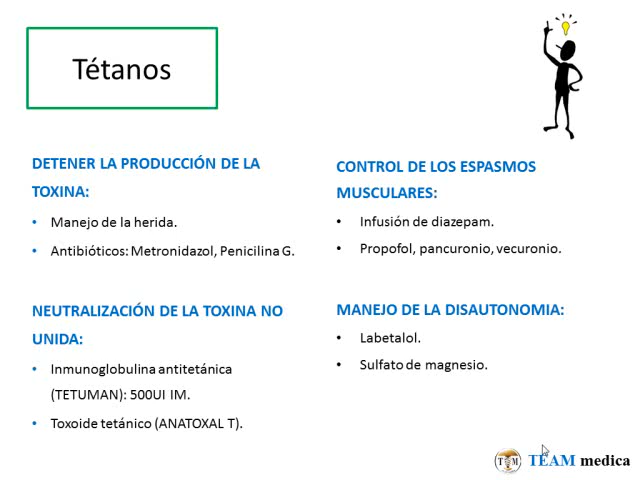 Tétanos
DETENER LA PRODUCCIÓN DE LA
TOXINA:
• Manejo de la herida.
• Antibióticos: Metronidazol, Penicilina G.
NEUTRALIZACIÓN DE LA TOXINA NO
UNIDA:
• Inmunoglobulina antitetánica
(TETUMAN): 500UI IM.
• Toxoide tetánico (ANATOXAL T).
CONTROL DE LOS ESPASMOS
MUSCULARES:
• Infusión de diazepam.
• Propofol, pancuronio, vecuronio.
MANEJO DE LA DISAUTONOMIA:
• Labetalol.
• Sulfato de magnesio.
TEAM medica